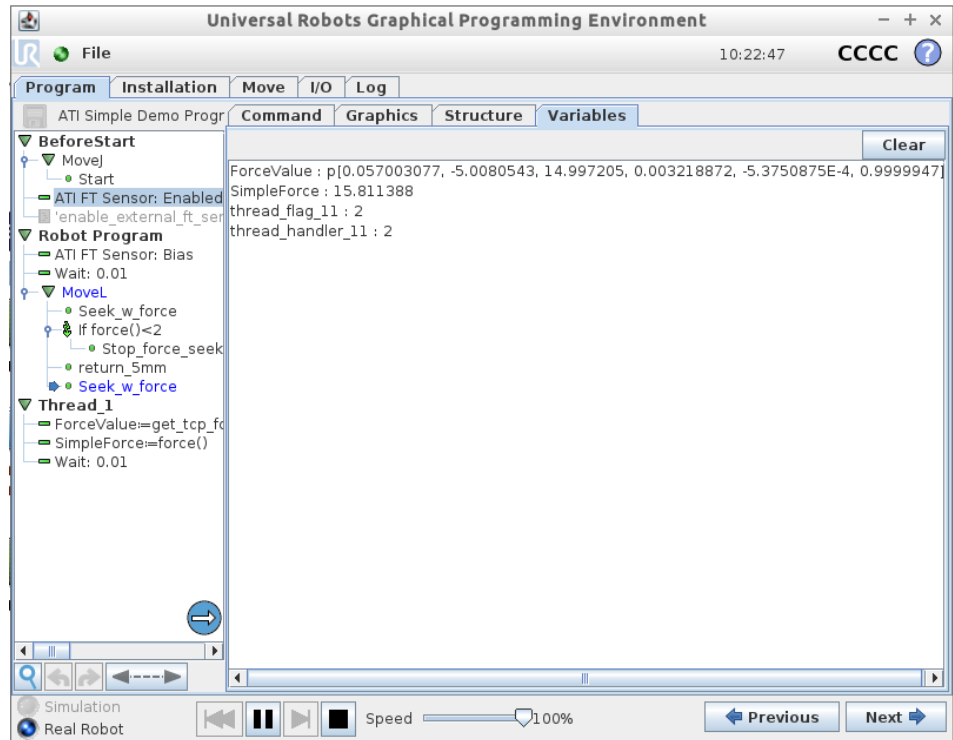 Universal Robots Graphical Programming Environment
File
10:22:47
CCCC
?
Program
Installation
Move
I/O
Log
ATI Simple Demo Progr
Command
Graphics
Structure
Variables
BeforeStart
MoveJ
Start
ATI FT Sensor: Enabled
'enable_external_ft_ser
Robot Program
ATI FT Sensor: Bias
Wait: 0.01
MoveL
Seek_w_force
If force()<2
Stop_force_seek
return_5mm
Seek_w_force
Thread_1
ForceValue:=get_tcp_fo
SimpleForce:=force()
Wait: 0.01
Clear
ForceValue : p[0.057003077, -5.0080543, 14.997205, 0.003218872, -5.3750875E-4, 0.9999947]
SimpleForce : 15.811388
thread_flag_11 : 2
thread_handler_11 : 2
Simulation
Real Robot
Speed
100%
Previous
Next